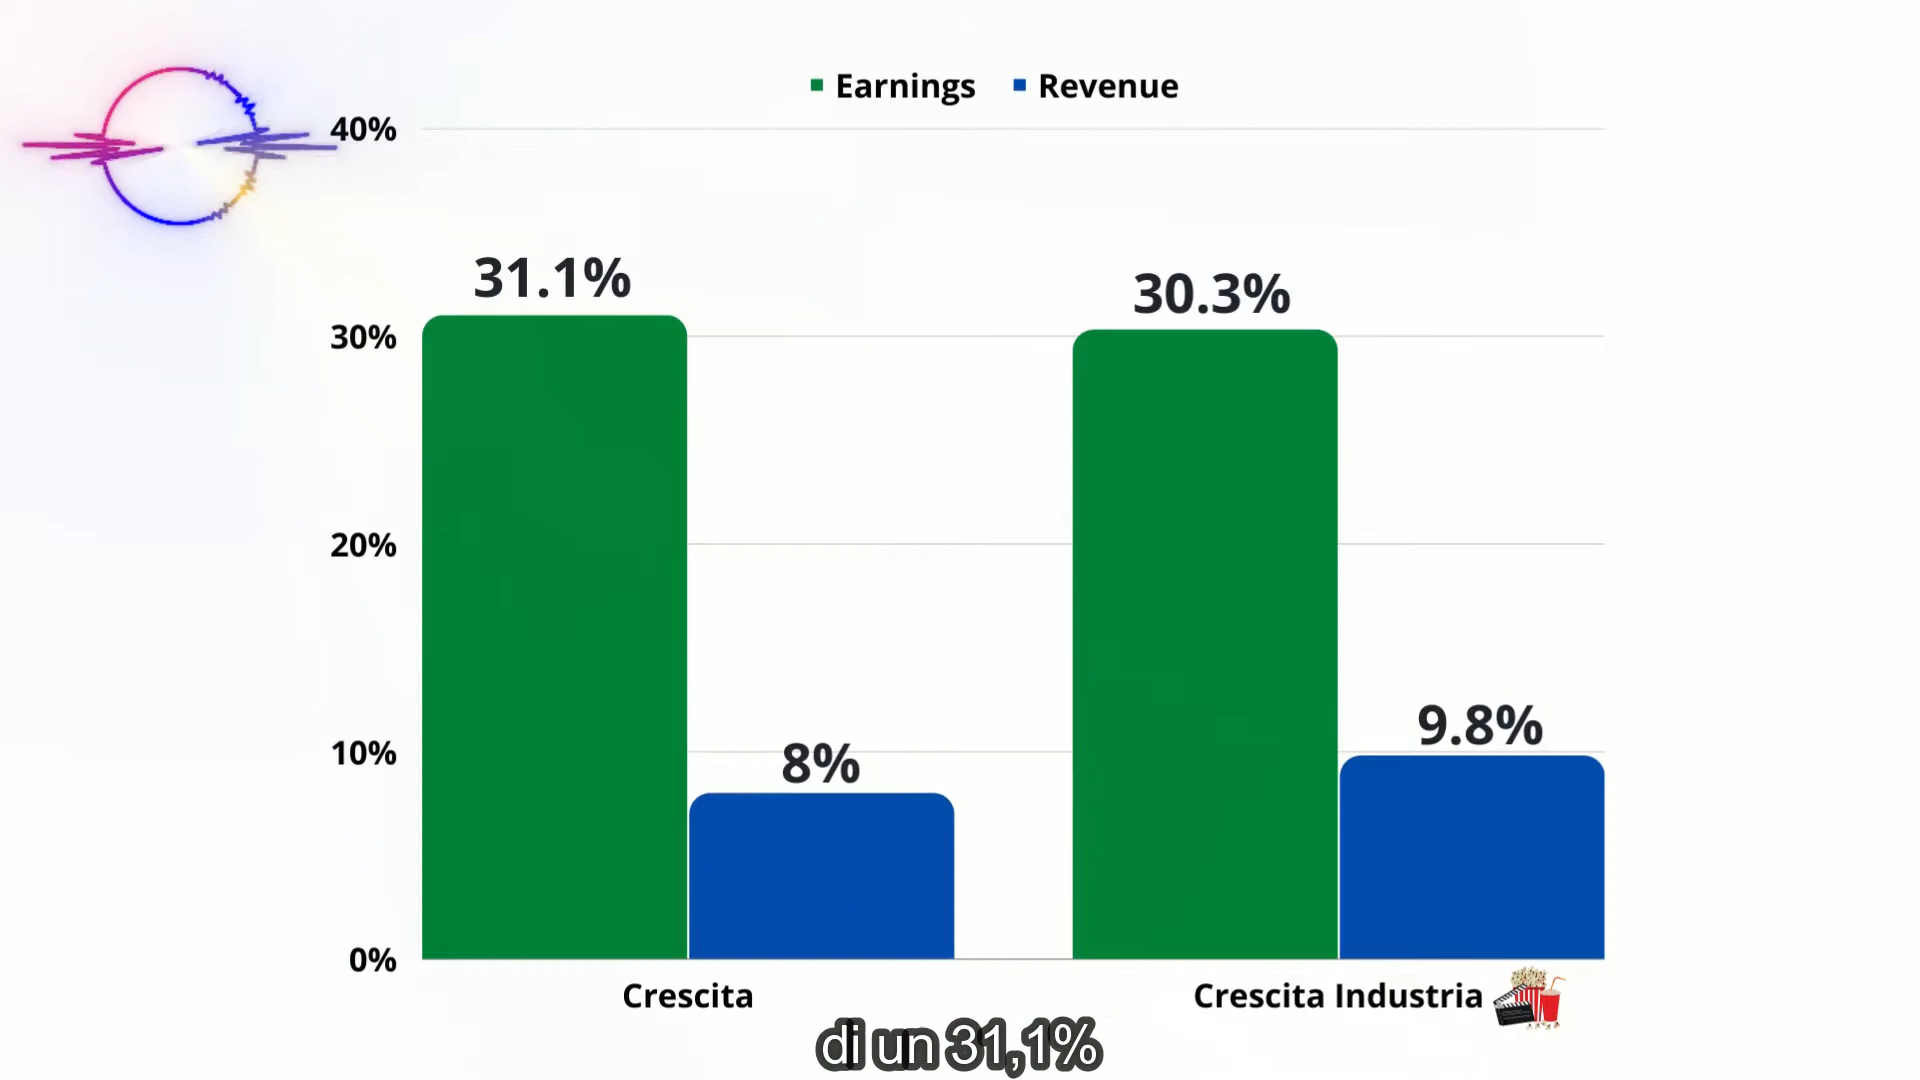 Earnings Revenue
40%
31.1%
30.3%
30%
20%
9.8%
10%
8%
0%
Crescita
Crescita Industria
di un 31,1%